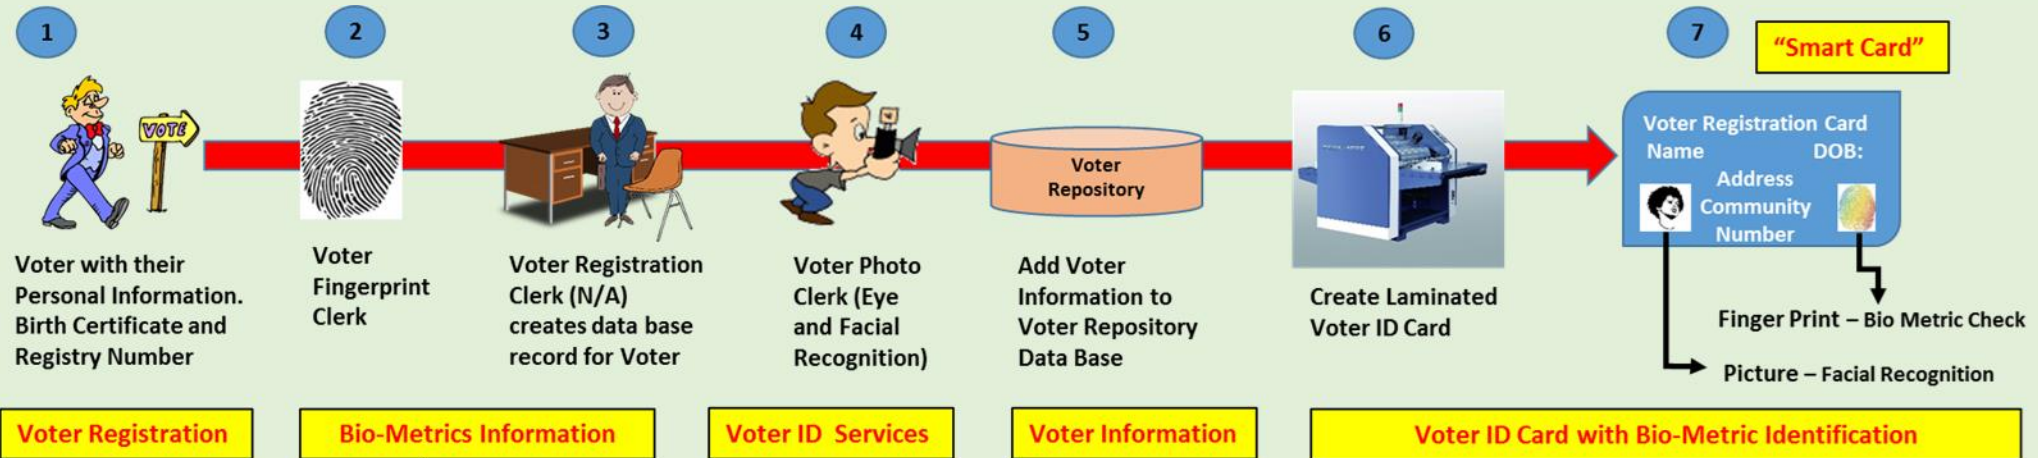 1
2
3
4
5
6
7
"Smart Card"
VOTE
Voter
Repository
Voter Registration Card
Name DOB:
Address
Community
Number
Voter with their
Personal Information.
Birth Certificate and
Registry Number
Voter
Fingerprint
Clerk
Voter Registration
Clerk (N/A)
creates data base
record for Voter
Voter Photo
Clerk (Eye
and Facial
Recognition)
Add Voter
Information to
Voter Repository
Data Base
Create Laminated
Voter ID Card
Finger Print – Bio Metric Check
Picture – Facial Recognition
Voter Registration
Bio-Metrics Information
Voter ID Services
Voter Information
Voter ID Card with Bio-Metric Identification